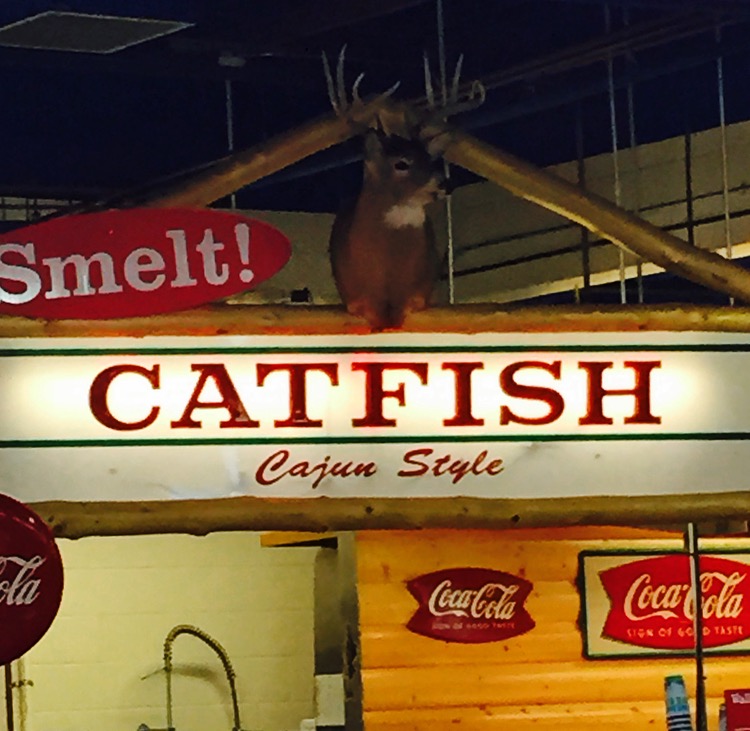 Smelt!
CATFISH
Cajun Style
Coca-Cola
SIGN OF GOOD TASTE
Coca-Cola
SIGN OF GOOD TASTE